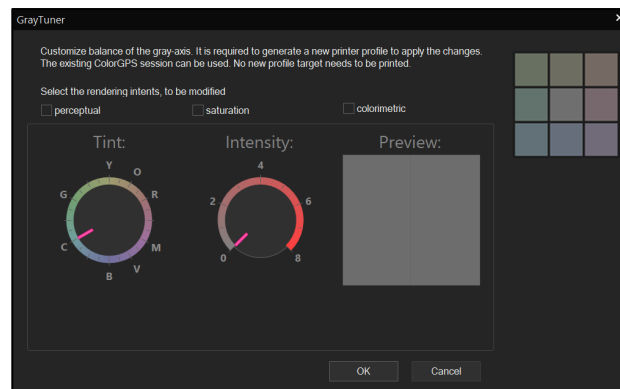 GrayTuner
Customize balance of the gray-axis. It is required to generate a new printer profile to apply the changes.
The existing ColorGPS session can be used. No new profile target needs to be printed.
Select the rendering intents, to be modified
perceptual saturation colorimetric
Tint: Intensity: Preview:
Y O R M V B C G
0 2 4 6 8
OK Cancel